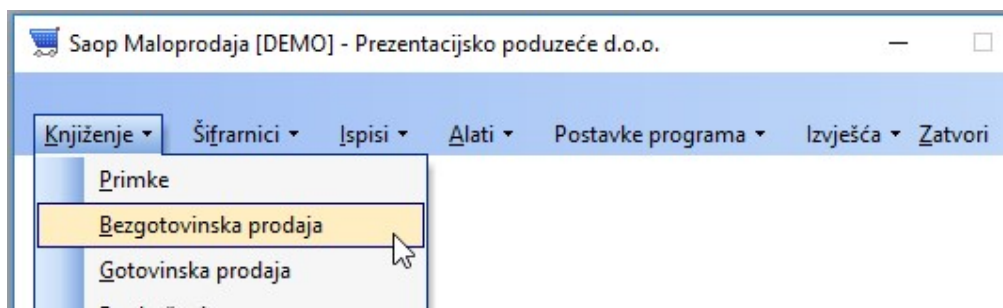 Saop Maloprodaja [DEMO] - Prezentacijsko poduzeće d.o.o.
Knjiženje Šifrarnici Ispisi Alati Postavke programa Izvješća Zatvori
Primke
Bezgotovinska prodaja
Gotovinska prodaja